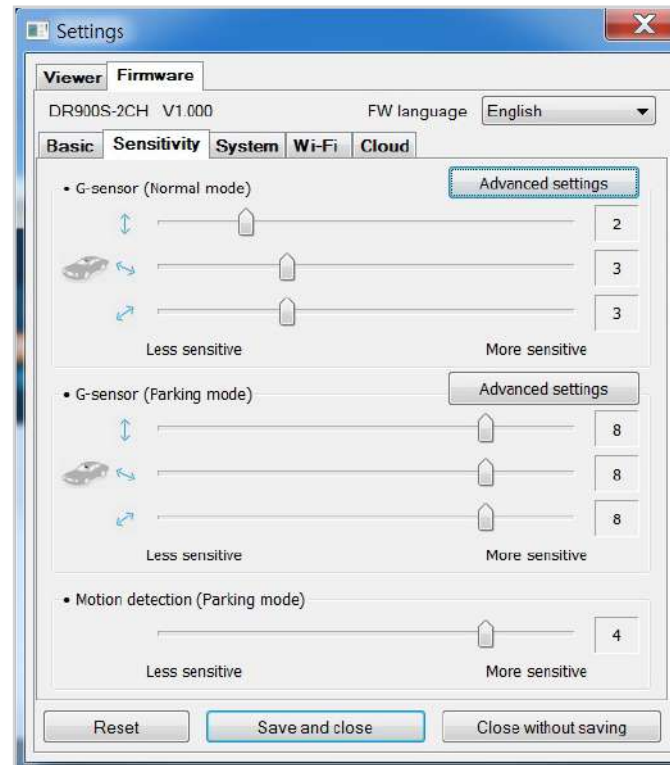 Settings
Viewer Firmware
DR900S-2CH V1.000 FW language English
Basic Sensitivity System Wi-Fi Cloud
• G-sensor (Normal mode) Advanced settings
2
3
3
Less sensitive More sensitive
• G-sensor (Parking mode) Advanced settings
8
8
8
Less sensitive More sensitive
• Motion detection (Parking mode)
4
Less sensitive More sensitive
Reset Save and close Close without saving